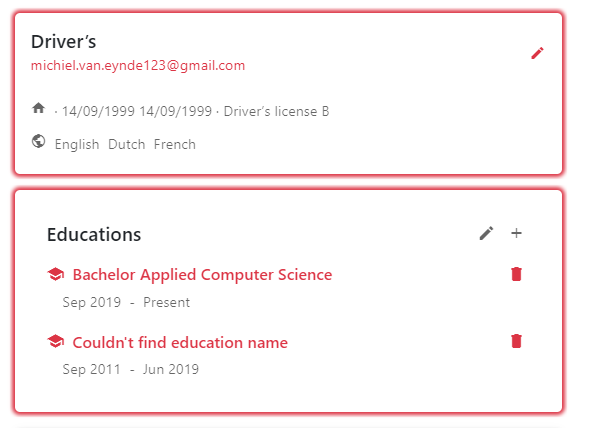 Driver’s
michiel.van.eynde123@gmail.com
· 14/09/1999 14/09/1999 · Driver’s license B
English Dutch French
Educations
Bachelor Applied Computer Science
Sep 2019 - Present
Couldn't find education name
Sep 2011 - Jun 2019